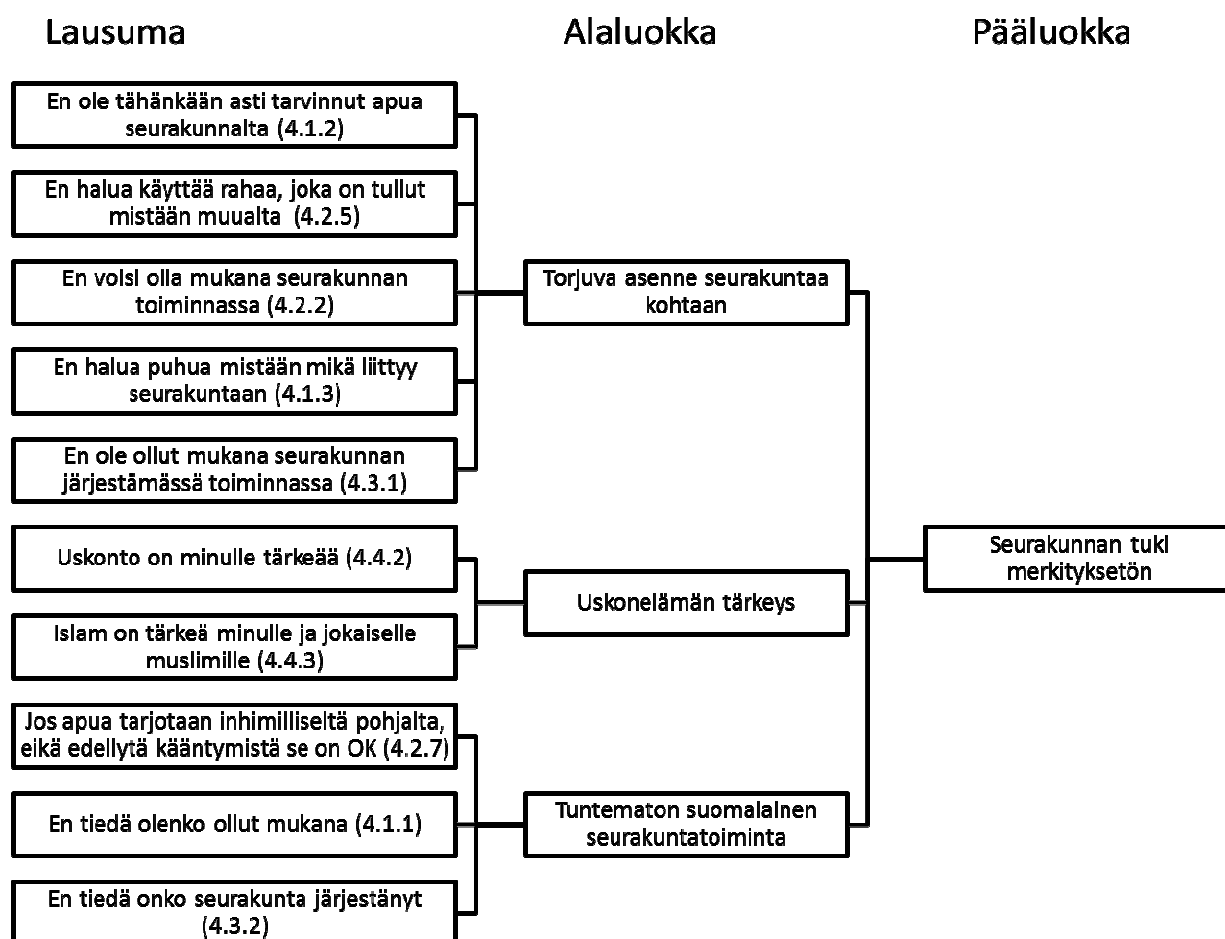 Lausuma
Alaluokka
Pääluokka
En ole tähänkään asti tarvinnut apua
seurakunnalta (4.1.2)
En halua käyttää rahaa, joka on tullut
mistään muualta (4.2.5)
En voisi olla mukana seurakunnan
toiminnassa (4.2.2)
En halua puhua mistään mikä liittyy
seurakuntaan (4.1.3)
En ole ollut mukana seurakunnan
järjestämässä toiminnassa (4.3.1)
Uskonto on minulle tärkeää (4.4.2)
Islam on tärkeä minulle ja jokaiselle
muslimille (4.4.3)
Jos apua tarjotaan inhimilliseltä pohjalta,
eikä edellytä kääntymistä se on OK (4.2.7)
En tiedä olenko ollut mukana (4.1.1)
En tiedä onko seurakunta järjestänyt
(4.3.2)
Torjuva asenne seurakuntaa
kohtaan
Uskonelämän tärkeys
Tuntematon suomalainen
seurakuntatoiminta
Seurakunnan tuki
merkityksetön